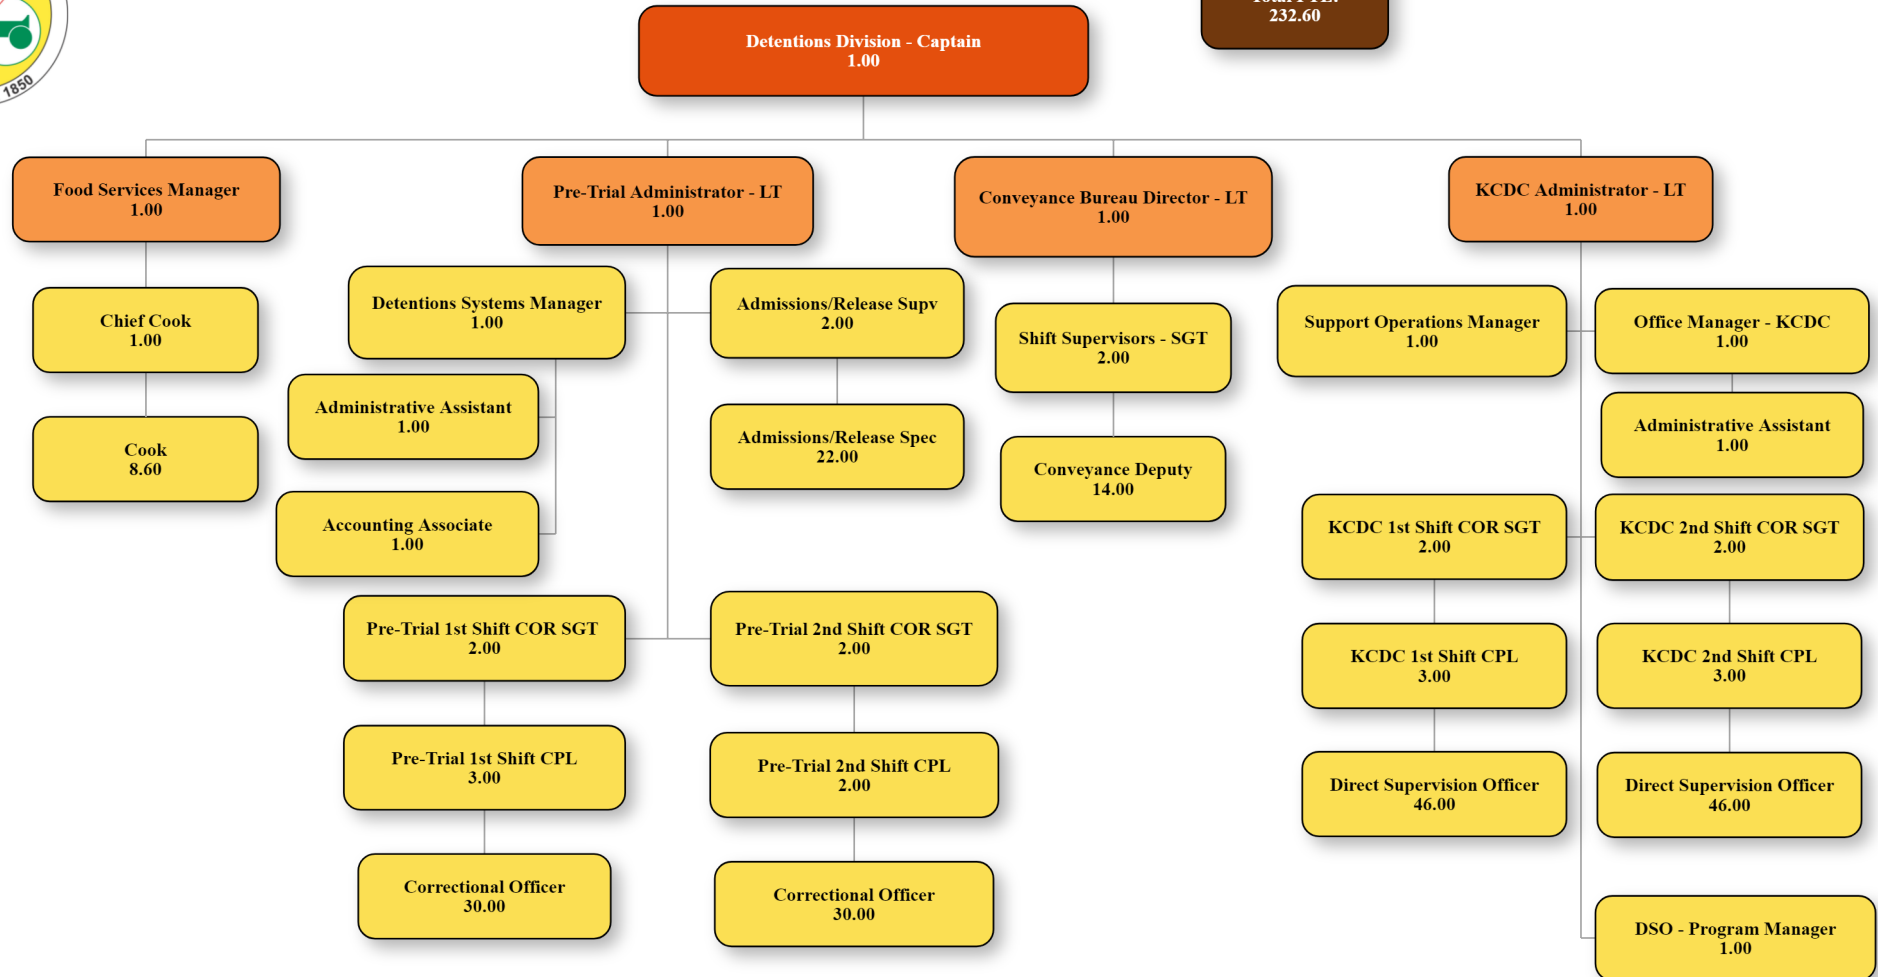 232.60
1850
Detentions Division - Captain
1.00
Food Services Manager
1.00
Pre-Trial Administrator - LT
1.00
Conveyance Bureau Director - LT
1.00
KCDC Administrator - LT
1.00
Chief Cook
1.00
Cook
8.60
Detentions Systems Manager
1.00
Admissions/Release Supv
2.00
Administrative Assistant
1.00
Admissions/Release Spec
22.00
Accounting Associate
1.00
Pre-Trial 1st Shift COR SGT
2.00
Pre-Trial 2nd Shift COR SGT
2.00
Pre-Trial 1st Shift CPL
3.00
Pre-Trial 2nd Shift CPL
2.00
Correctional Officer
30.00
Correctional Officer
30.00
Shift Supervisors - SGT
2.00
Conveyance Deputy
14.00
Support Operations Manager
1.00
Office Manager - KCDC
1.00
Administrative Assistant
1.00
KCDC 1st Shift COR SGT
2.00
KCDC 2nd Shift COR SGT
2.00
KCDC 1st Shift CPL
3.00
KCDC 2nd Shift CPL
3.00
Direct Supervision Officer
46.00
Direct Supervision Officer
46.00
DSO - Program Manager
1.00